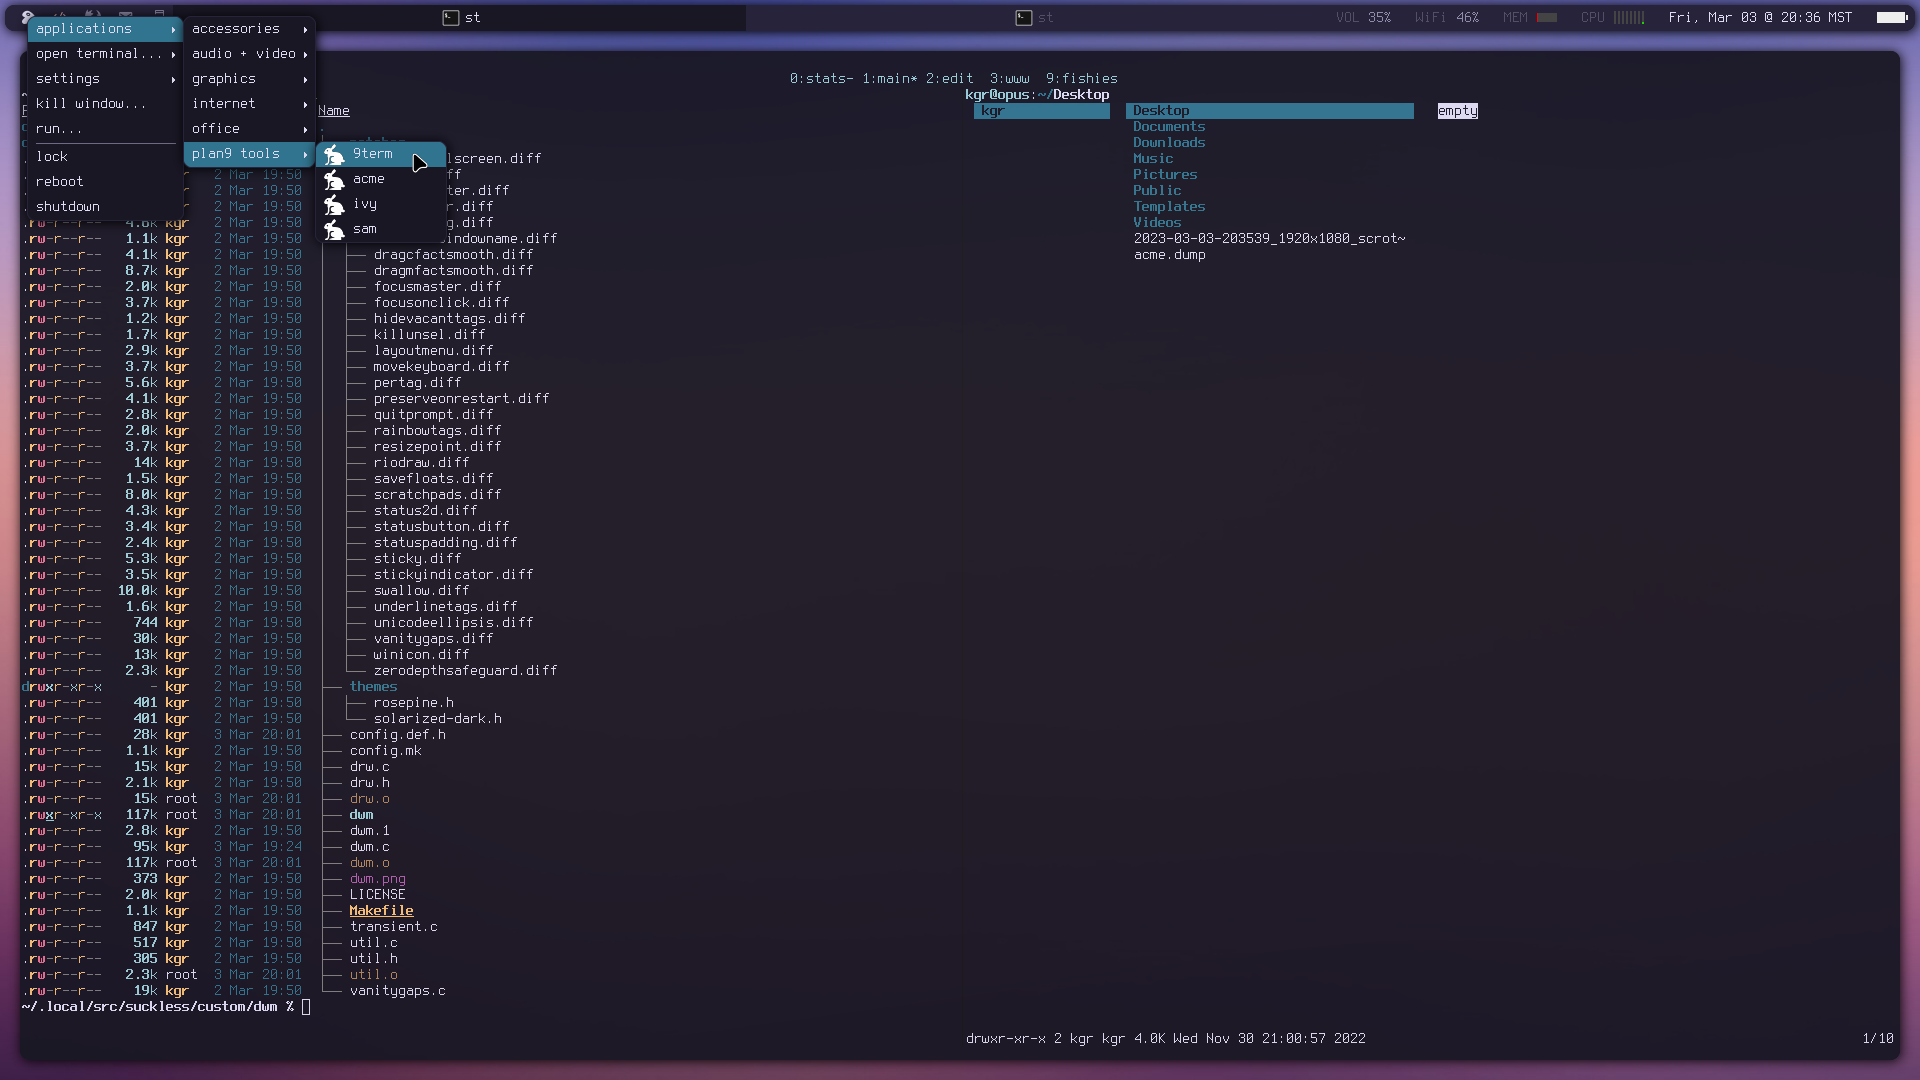 st
st
VOL 35% WiFi 46% MEM CPU Fri, Mar 03 @ 20:36 MST
applications
open terminal...
settings
kill window...
run...
lock
reboot
shutdown
accessories
audio + video
graphics
internet
office
plan9 tools
9term
acme
ivy
sam
0:stats- 1:main* 2:edit 3:www 9:fishies
Name
.
lscreen.diff
2 Mar 19:50 ff
2 Mar 19:50 ter.diff
2 Mar 19:50 r.diff
.rw-r--r-- 4.6k kgr 2 Mar 19:50 g.diff
.rw-r--r-- 1.1k kgr 2 Mar 19:50 indowname.diff
.rw-r--r-- 4.1k kgr 2 Mar 19:50 ├── dragcfactsmooth.diff
.rw-r--r-- 8.7k kgr 2 Mar 19:50 ├── dragmfactsmooth.diff
.rw-r--r-- 2.0k kgr 2 Mar 19:50 ├── focusmaster.diff
.rw-r--r-- 3.7k kgr 2 Mar 19:50 ├── focusonclick.diff
.rw-r--r-- 1.2k kgr 2 Mar 19:50 ├── hidevacanttags.diff
.rw-r--r-- 1.7k kgr 2 Mar 19:50 ├── killunsel.diff
.rw-r--r-- 2.9k kgr 2 Mar 19:50 ├── layoutmenu.diff
.rw-r--r-- 3.7k kgr 2 Mar 19:50 ├── movekeyboard.diff
.rw-r--r-- 5.6k kgr 2 Mar 19:50 ├── pertag.diff
.rw-r--r-- 4.1k kgr 2 Mar 19:50 ├── preserveonrestart.diff
.rw-r--r-- 2.8k kgr 2 Mar 19:50 ├── quitprompt.diff
.rw-r--r-- 2.0k kgr 2 Mar 19:50 ├── rainbowtags.diff
.rw-r--r-- 3.7k kgr 2 Mar 19:50 ├── resizepoint.diff
.rw-r--r-- 14k kgr 2 Mar 19:50 ├── riodraw.diff
.rw-r--r-- 1.5k kgr 2 Mar 19:50 ├── savefloats.diff
.rw-r--r-- 8.0k kgr 2 Mar 19:50 ├── scratchpads.diff
.rw-r--r-- 4.3k kgr 2 Mar 19:50 ├── status2d.diff
.rw-r--r-- 3.4k kgr 2 Mar 19:50 ├── statusbutton.diff
.rw-r--r-- 2.4k kgr 2 Mar 19:50 ├── statuspadding.diff
.rw-r--r-- 5.3k kgr 2 Mar 19:50 ├── sticky.diff
.rw-r--r-- 3.5k kgr 2 Mar 19:50 ├── stickyindicator.diff
.rw-r--r-- 10.0k kgr 2 Mar 19:50 ├── swallow.diff
.rw-r--r-- 1.6k kgr 2 Mar 19:50 ├── underlinetags.diff
.rw-r--r-- 744 kgr 2 Mar 19:50 ├── unicodeellipsis.diff
.rw-r--r-- 30k kgr 2 Mar 19:50 ├── vanitygaps.diff
.rw-r--r-- 13k kgr 2 Mar 19:50 ├── winicon.diff
.rw-r--r-- 2.3k kgr 2 Mar 19:50 └── zerodepthsafeguard.diff
drwxr-xr-x - kgr 2 Mar 19:50 ├── themes
.rw-r--r-- 401 kgr 2 Mar 19:50 ├── rosepine.h
.rw-r--r-- 401 kgr 2 Mar 19:50 └── solarized-dark.h
.rw-r--r-- 28k kgr 3 Mar 20:01 ├── config.def.h
.rw-r--r-- 1.1k kgr 2 Mar 19:50 ├── config.mk
.rw-r--r-- 15k kgr 2 Mar 19:50 ├── drw.c
.rw-r--r-- 2.1k kgr 2 Mar 19:50 ├── drw.h
.rw-r--r-- 15k root 3 Mar 20:01 ├── drw.o
.rwxr-xr-x 117k root 3 Mar 20:01 ├── dwm
.rw-r--r-- 2.8k kgr 2 Mar 19:50 ├── dwm.1
.rw-r--r-- 95k kgr 3 Mar 19:24 ├── dwm.c
.rw-r--r-- 117k root 3 Mar 20:01 ├── dwm.o
.rw-r--r-- 373 kgr 2 Mar 19:50 ├── dwm.png
.rw-r--r-- 2.0k kgr 2 Mar 19:50 ├── LICENSE
.rw-r--r-- 1.1k kgr 2 Mar 19:50 ├── Makefile
.rw-r--r-- 847 kgr 2 Mar 19:50 ├── transient.c
.rw-r--r-- 517 kgr 2 Mar 19:50 ├── util.c
.rw-r--r-- 305 kgr 2 Mar 19:50 ├── util.h
.rw-r--r-- 2.3k root 3 Mar 20:01 ├── util.o
.rw-r--r-- 19k kgr 2 Mar 19:50 └── vanitygaps.c
~/.local/src/suckless/custom/dwm %
kgr@opus:~/Desktop
kgr
Desktop
Documents
Downloads
Music
Pictures
Public
Templates
Videos
2023-03-03-203539_1920x1080_scrot~
acme.dump
empty
drwxr-xr-x 2 kgr kgr 4.0K Wed Nov 30 21:00:57 2022 1/10